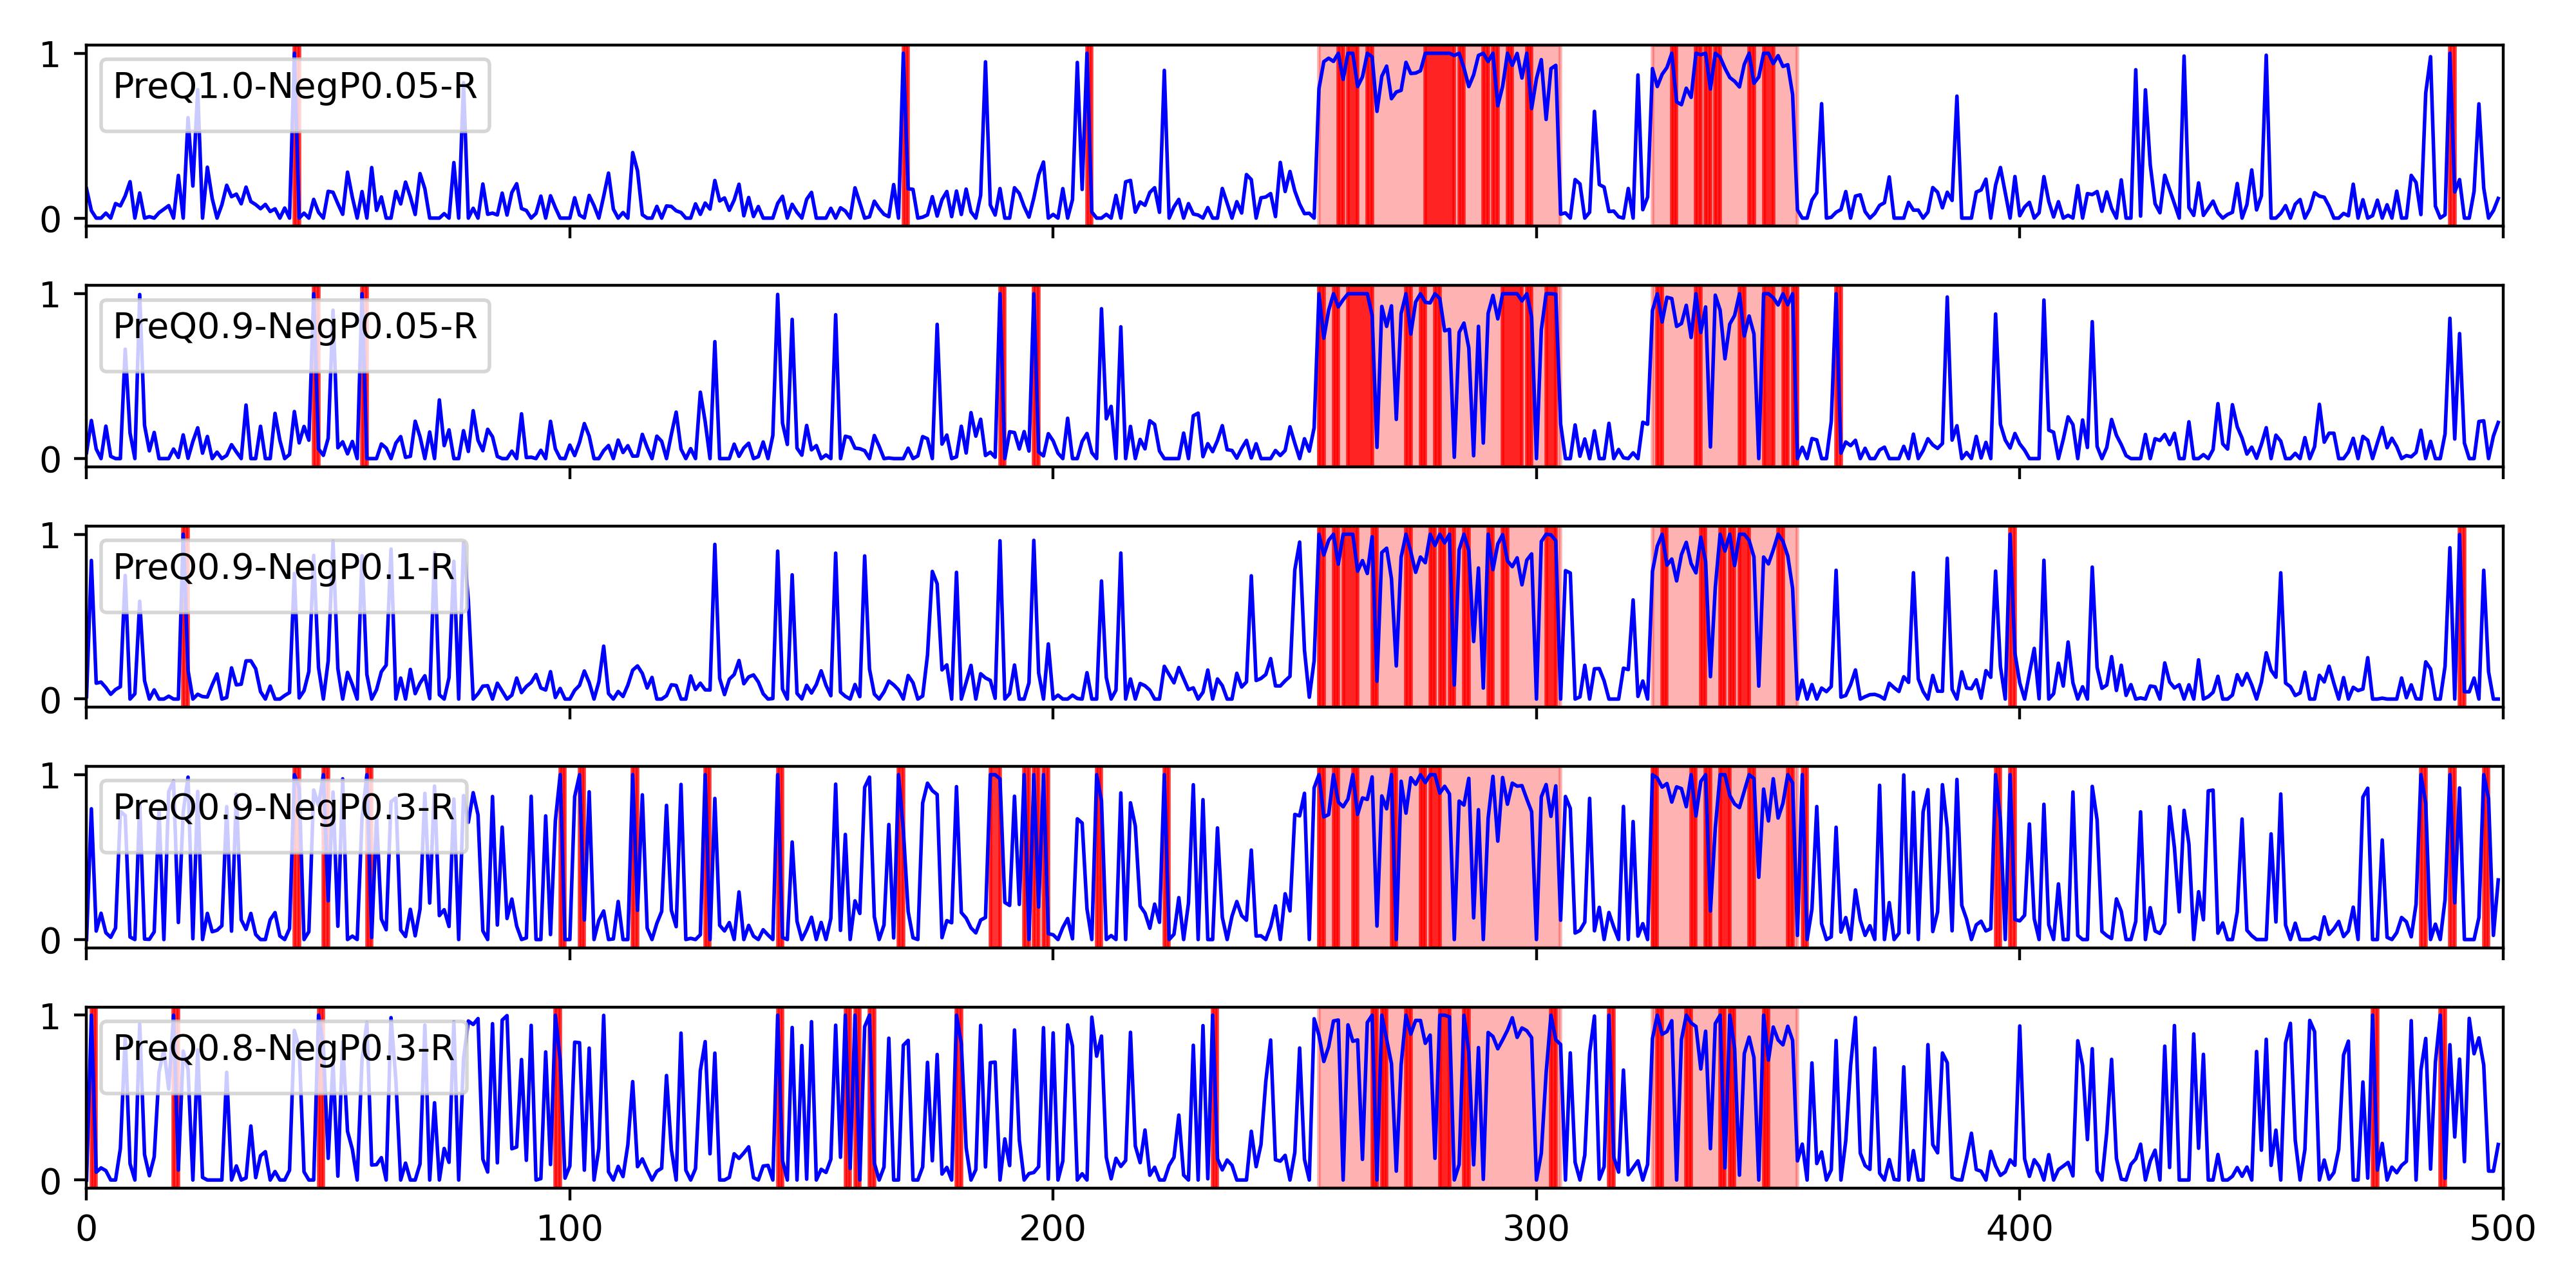 1
PreQ1.0-NegP0.05-R
0
1
PreQ0.9-NegP0.05-R
0
1
PreQ0.9-NegP0.1-R
0
1
PreQ0.9-NegP0.3-R
0
1
PreQ0.8-NegP0.3-R
0
0 100 200 300 400 500